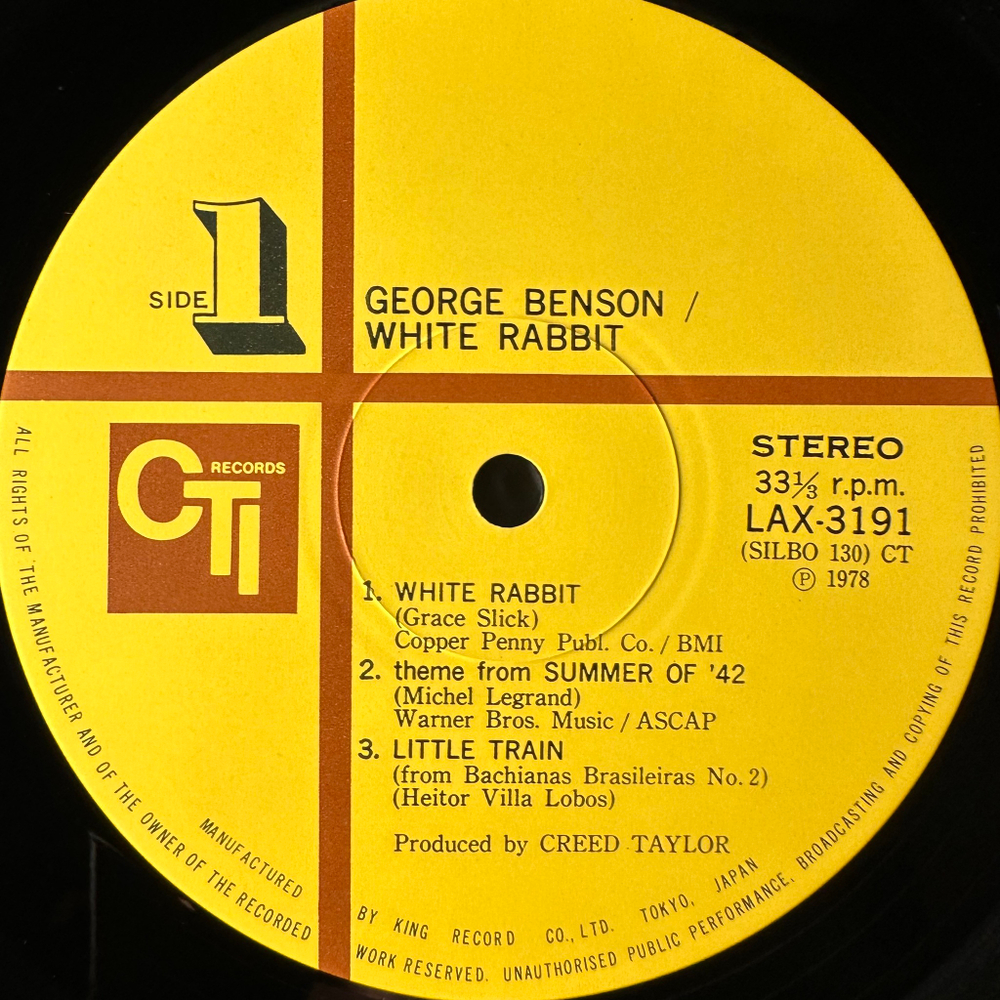 SIDE 1
GEORGE BENSON /
WHITE RABBIT
CTI RECORDS
STEREO
33⅓ r.p.m.
LAX-3191
(SILBO 130) CT
Ⓟ 1978
1. WHITE RABBIT
(Grace Slick)
Copper Penny Publ. Co. / BMI
2. theme from SUMMER OF '42
(Michel Legrand)
Warner Bros. Music / ASCAP
3. LITTLE TRAIN
(from Bachianas Brasileiras No. 2)
(Heitor Villa Lobos)
Produced by CREED TAYLOR
MANUFACTURED BY KING RECORD CO., LTD. TOKYO, JAPAN
ALL RIGHTS OF THE MANUFACTURER AND OF THE OWNER OF THE RECORDED WORK RESERVED. UNAUTHORISED PUBLIC PERFORMANCE, BROADCASTING AND COPYING OF THIS RECORD PROHIBITED